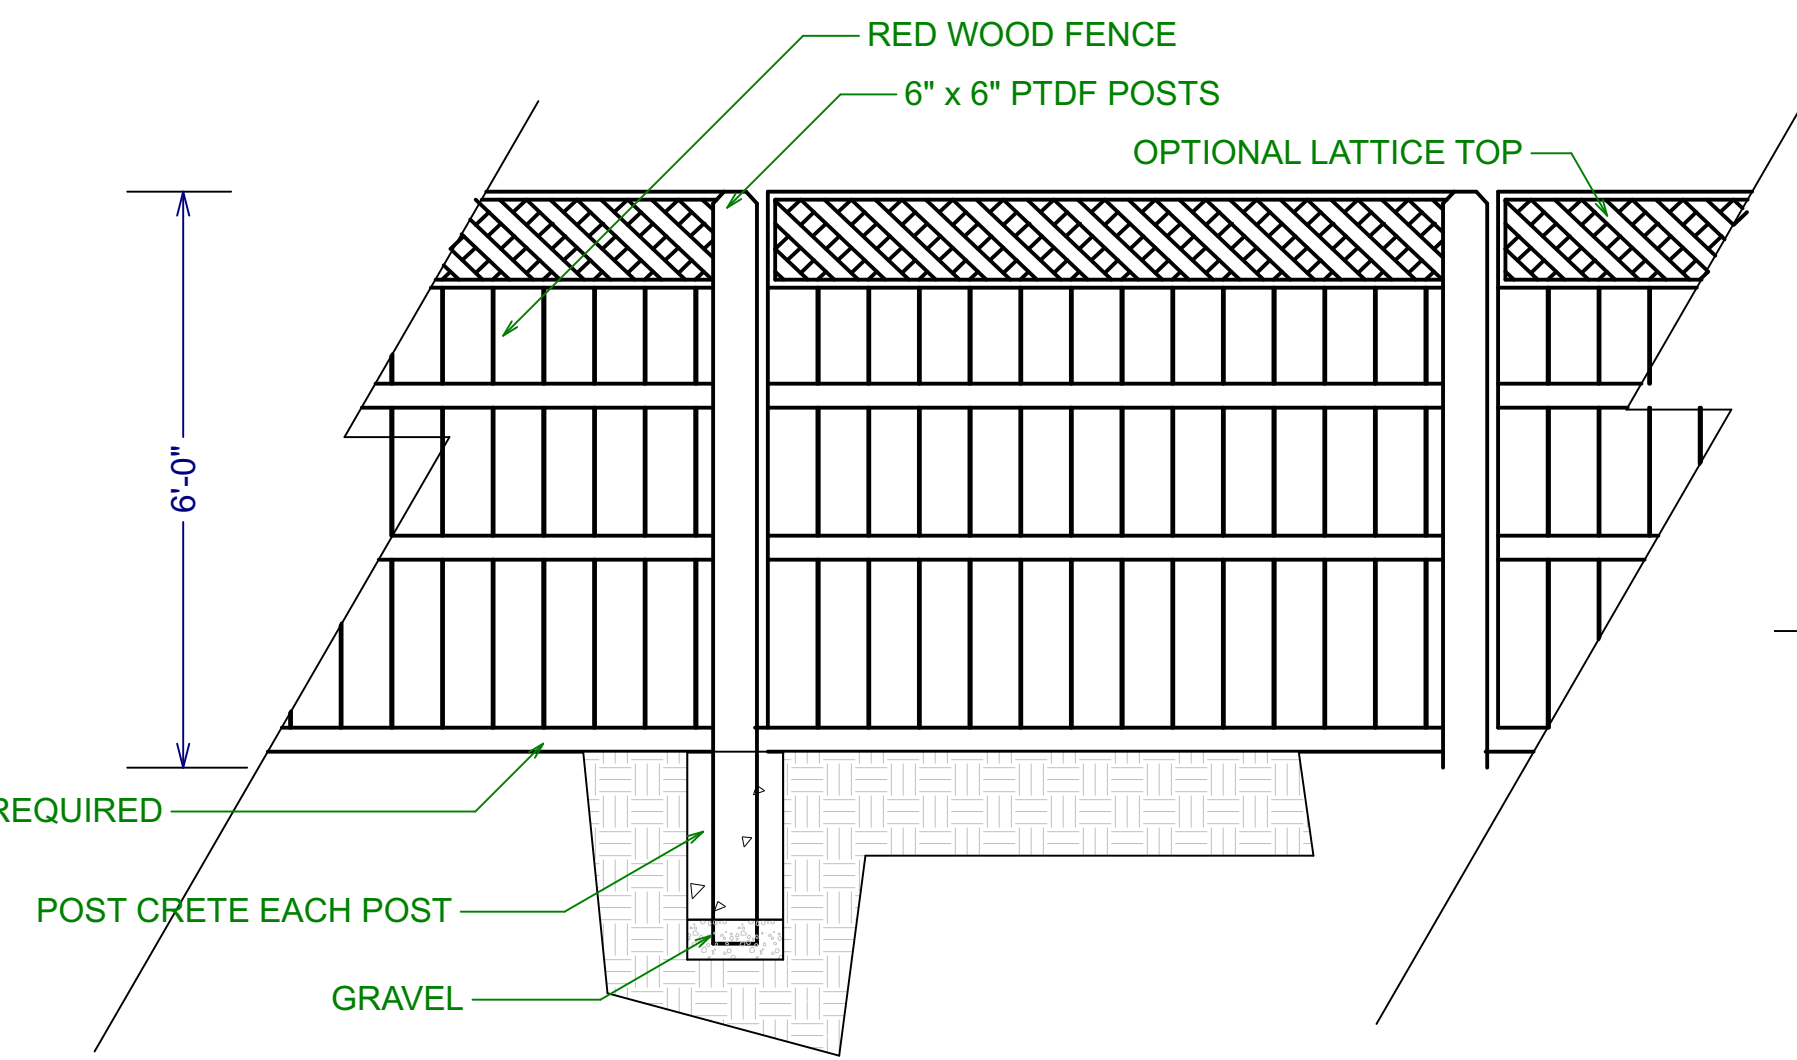 RED WOOD FENCE
6" x 6" PTDF POSTS
OPTIONAL LATTICE TOP
6'-0"
REQUIRED
POST CRETE EACH POST
GRAVEL